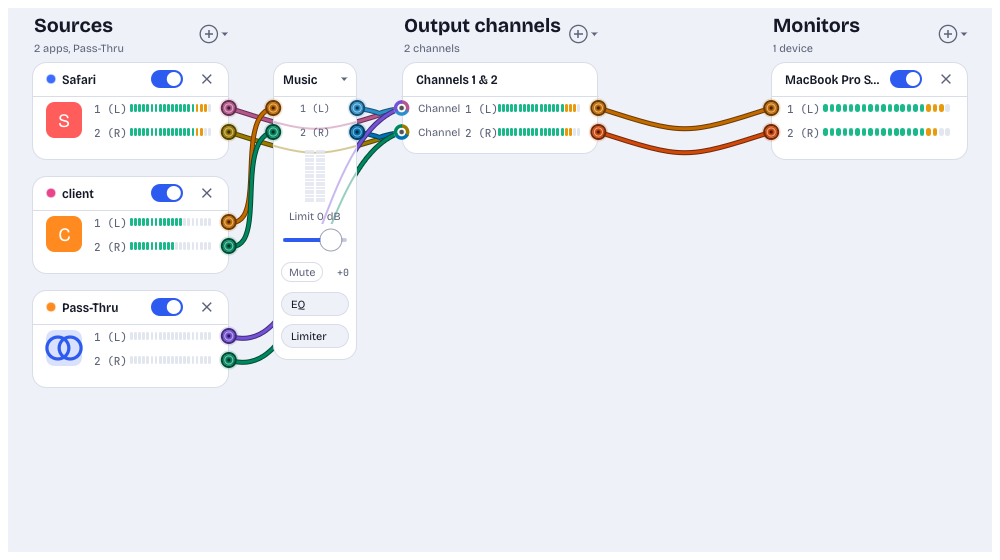 Sources
2 apps, Pass-Thru
Output channels
2 channels
Monitors
1 device
Safari
S
1 (L)
2 (R)
client
C
1 (L)
2 (R)
Pass-Thru
1 (L)
2 (R)
Music
1 (L)
2 (R)
Limit 0 dB
Mute
+0
EQ
Limiter
Channels 1 & 2
Channel 1 (L)
Channel 2 (R)
MacBook Pro S...
1 (L)
2 (R)